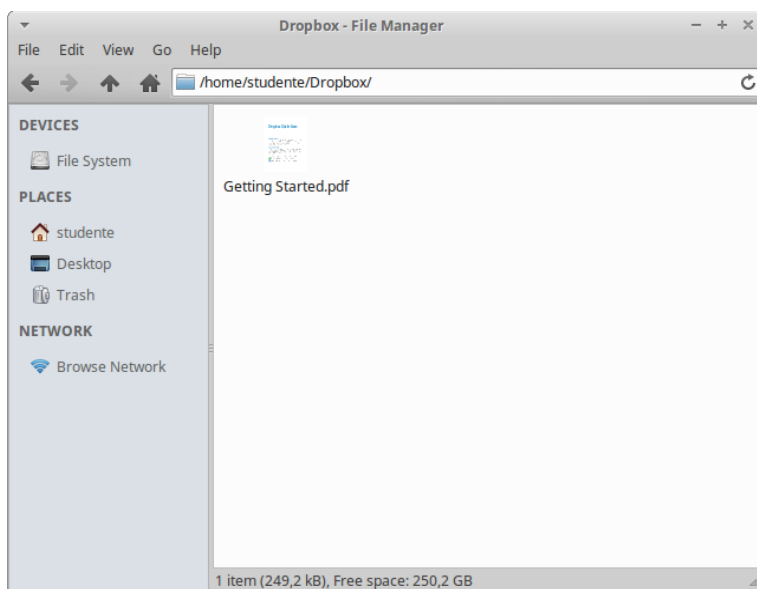 Dropbox - File Manager
File Edit View Go Help
/home/studente/Dropbox/
DEVICES
File System
PLACES
studente
Desktop
Trash
NETWORK
Browse Network
Getting Started.pdf
1 item (249,2 kB), Free space: 250,2 GB